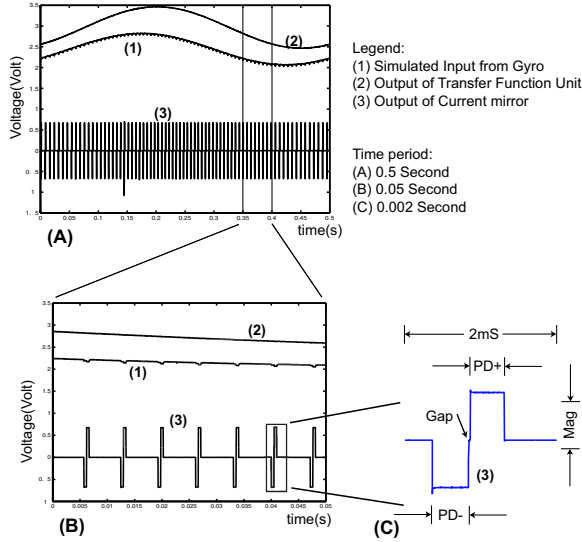 3.5
3
2.5
2
1.5
1
0.5
0
0. 5
1
1. 5
Voltage(Volt)
(1)
(2)
(3)
0
0.05
0.1
0.15
0.2
0.25
0.3
0.35
0.4
0.45
0.5
time(s)
(A)
Legend:
(1) Simulated Input from Gyro
(2) Output of Transfer Function Unit
(3) Output of Current mirror
Time period:
(A) 0.5 Second
(B) 0.05 Second
(C) 0.002 Second
3.5
3
2.5
2
1.5
1
0.5
0
0. 5
1
Voltage(Volt)
(2)
(1)
(3)
0
0.005
0.01
0.015
0.02
0.025
0.03
0.035
0.04
0.045
0.05
time(s)
(B)
2mS
PD+
Mag
Gap
(3)
PD-
(C)